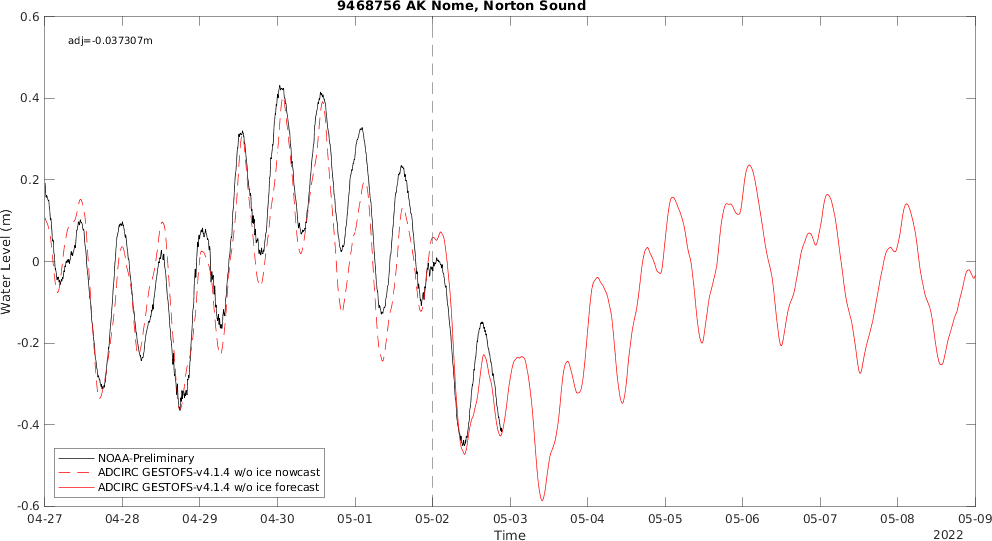 9468756 AK Nome, Norton Sound
adj=-0.037307m
0.6
0.4
0.2
0
-0.2
-0.4
-0.6
Water Level (m)
NOAA-Preliminary
ADCIRC GESTOFS-v4.1.4 w/o ice nowcast
ADCIRC GESTOFS-v4.1.4 w/o ice forecast
04-27 04-28 04-29 04-30 05-01 05-02 05-03 05-04 05-05 05-06 05-07 05-08 05-09
Time
2022